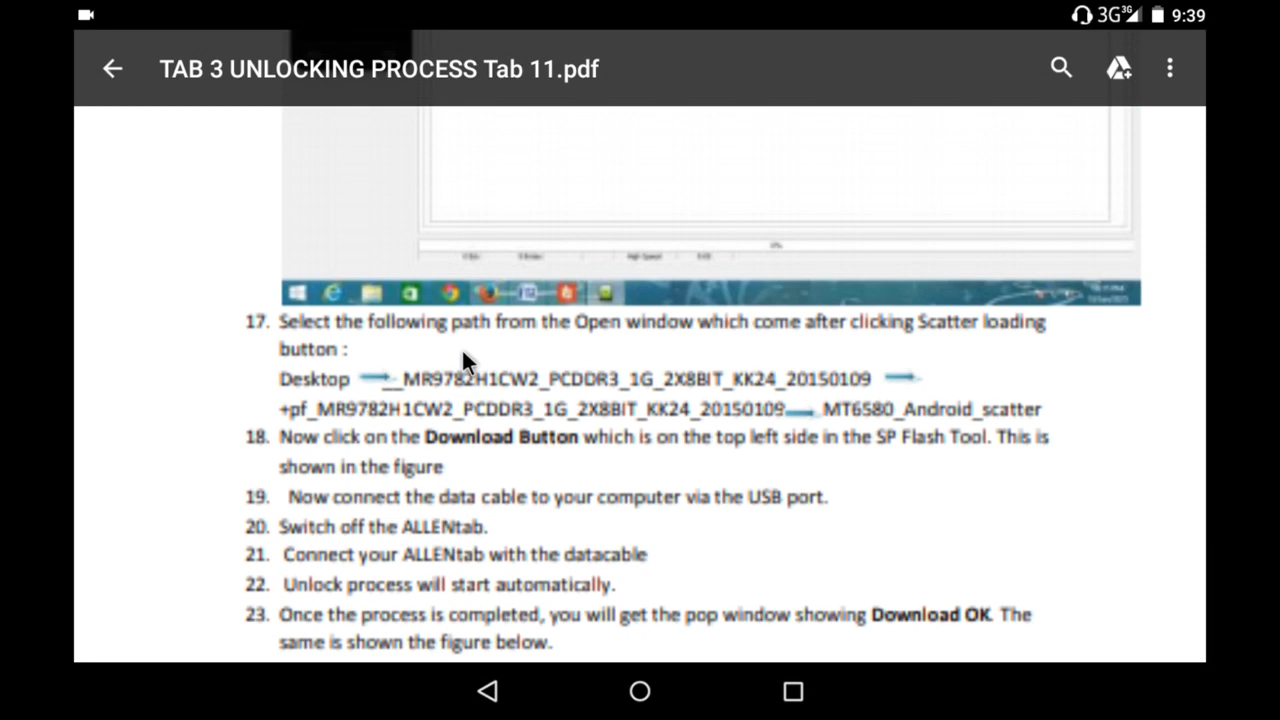 3G 3G 9:39
TAB 3 UNLOCKING PROCESS Tab 11.pdf
17. Select the following path from the Open window which come after clicking Scatter loading
button :
Desktop __MR9782H1CW2_PCDDR3_1G_2X8BIT_KK24_20150109
+pf_MR9782H1CW2_PCDDR3_1G_2X8BIT_KK24_20150109 MT6580_Android_scatter
18. Now click on the Download Button which is on the top left side in the SP Flash Tool. This is
shown in the figure
19. Now connect the data cable to your computer via the USB port.
20. Switch off the ALLENtab.
21. Connect your ALLENtab with the datacable
22. Unlock process will start automatically.
23. Once the process is completed, you will get the pop window showing Download OK. The
same is shown the figure below.